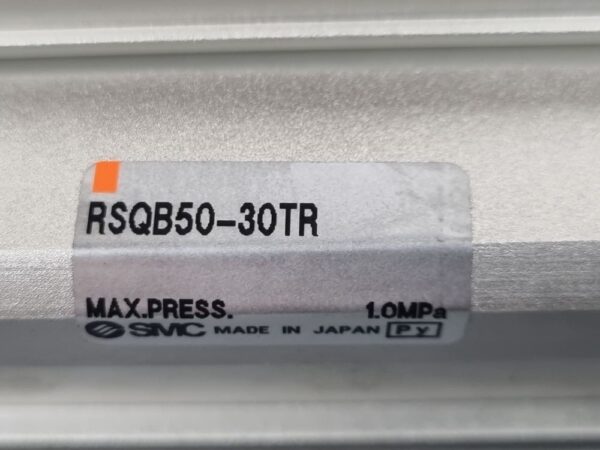 RSQB50-30TR
MAX.PRESS. 1.0MPa
SMC MADE IN JAPAN Py